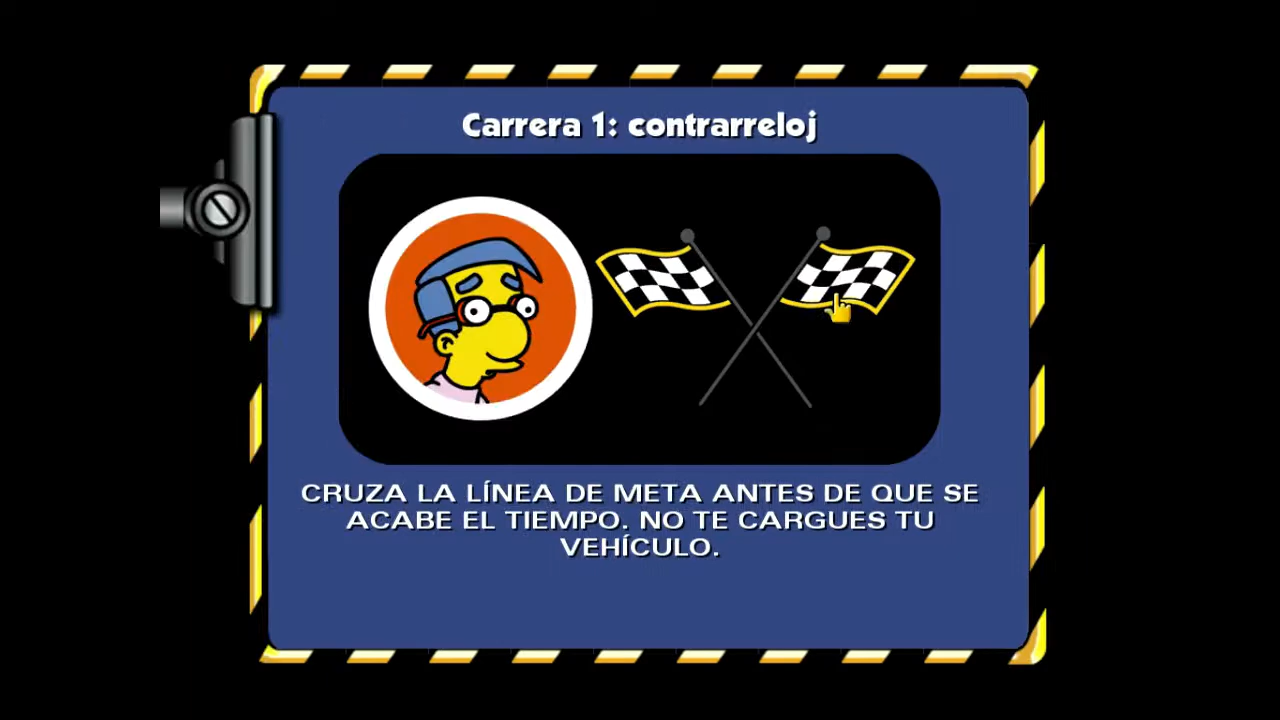 Carrera 1: contrarreloj
CRUZA LA LÍNEA DE META ANTES DE QUE SE
ACABE EL TIEMPO. NO TE CARGUES TU
VEHÍCULO.